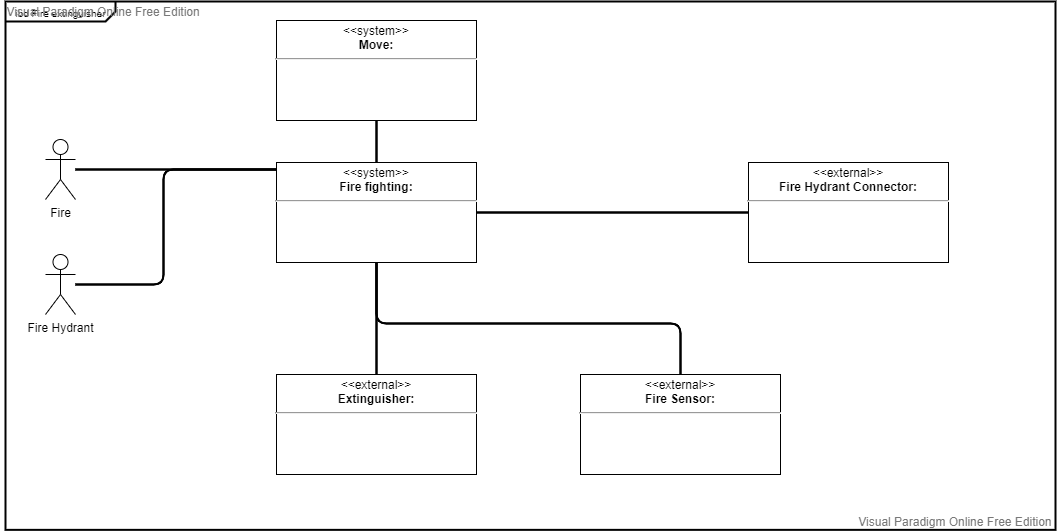 Visual Paradigm Online Free Edition
ibd Fire extinguisher
<<system>>
Move:
<<system>>
Fire fighting:
<<external>>
Fire Hydrant Connector:
Fire
Fire Hydrant
<<external>>
Extinguisher:
<<external>>
Fire Sensor:
Visual Paradigm Online Free Edition